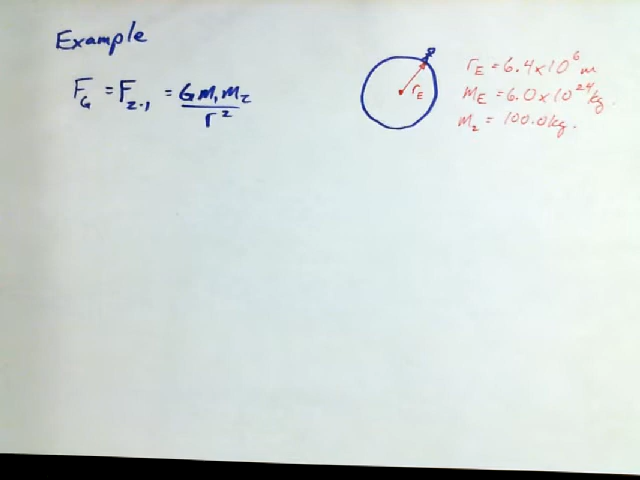 Example
F_G = F_2-1 = G m_1 m_2 / r^2
r_E
r_E = 6.4 x 10^6 m
m_E = 6.0 x 10^24 kg.
m_2 = 100.0 kg.